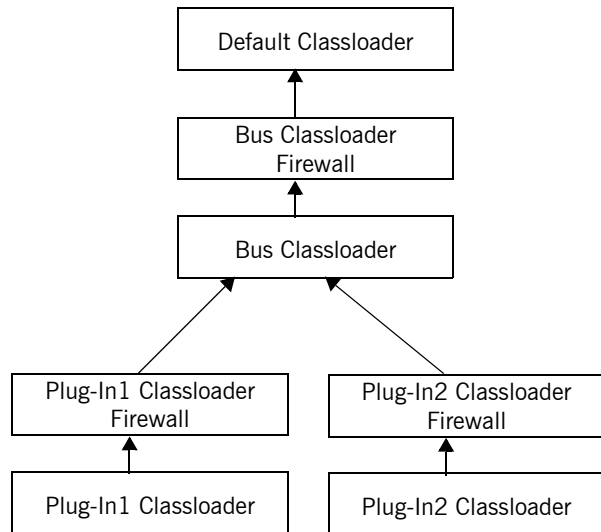 Default Classloader
Bus Classloader
Firewall
Bus Classloader
Plug-In1 Classloader
Firewall
Plug-In2 Classloader
Firewall
Plug-In1 Classloader
Plug-In2 Classloader